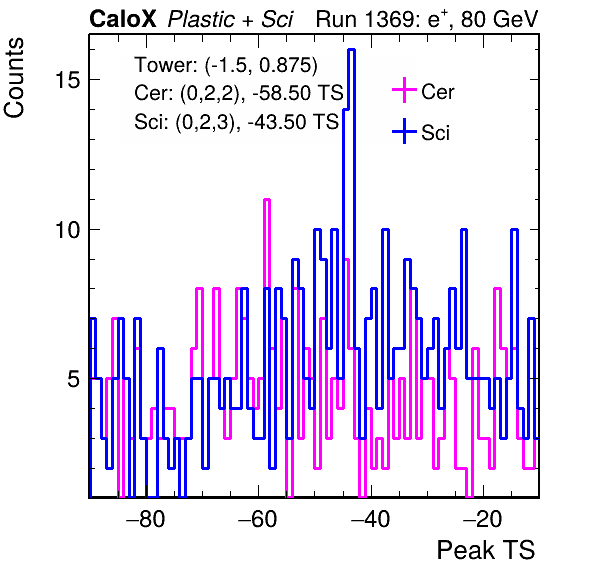 CaloX Plastic + Sci Run 1369: e+, 80 GeV
Counts
Tower: (-1.5, 0.875)
Cer: (0,2,2), -58.50 TS
Sci: (0,2,3), -43.50 TS
Cer
Sci
15
10
5
−80 −60 −40 −20
Peak TS